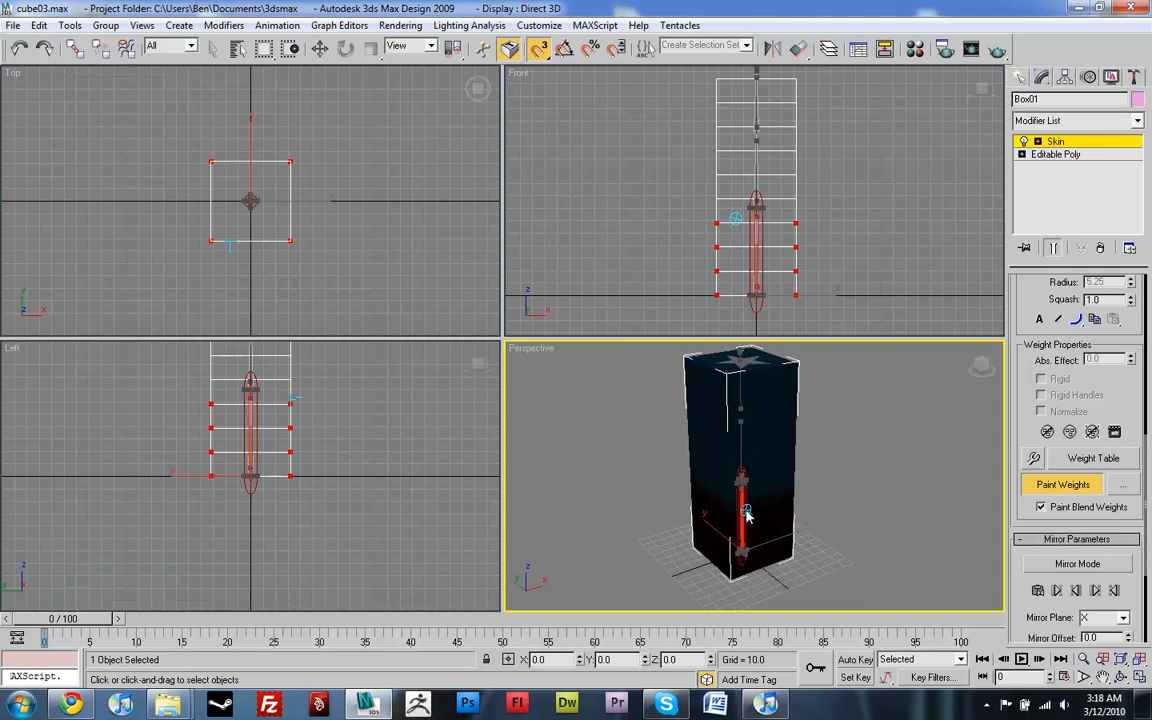 cube03.max - Project Folder: C:\Users\Ben\Documents\3dsmax - Autodesk 3ds Max Design 2009 - Display : Direct 3D
File Edit Tools Group Views Create Modifiers Animation Graph Editors Rendering Lighting Analysis Customize MAXScript Help Tentacles
All View 3 Create Selection Set
Top
Front
Box01
Modifier List
Skin
Editable Poly
Radius: 5.25
Squash: 1.0
Weight Properties
Abs. Effect: 0.0
Rigid
Rigid Handles
Normalize
Left
Perspective
Weight Table
Paint Weights ...
Paint Blend Weights
Mirror Parameters
Mirror Mode
Mirror Plane: X
Mirror Offset: 0.0
y
x
z
0 / 100
0 5 10 15 20 25 30 35 40 45 50 55 60 65 70 75 80 85 90 95 100
1 Object Selected X: 0.0 Y: 0.0 Z: 0.0 Grid = 10.0 Auto Key Selected
AXScript. Click or click-and-drag to select objects Add Time Tag Set Key Key Filters... 0
Ps Fl Dw Pr
3:18 AM
3/12/2010